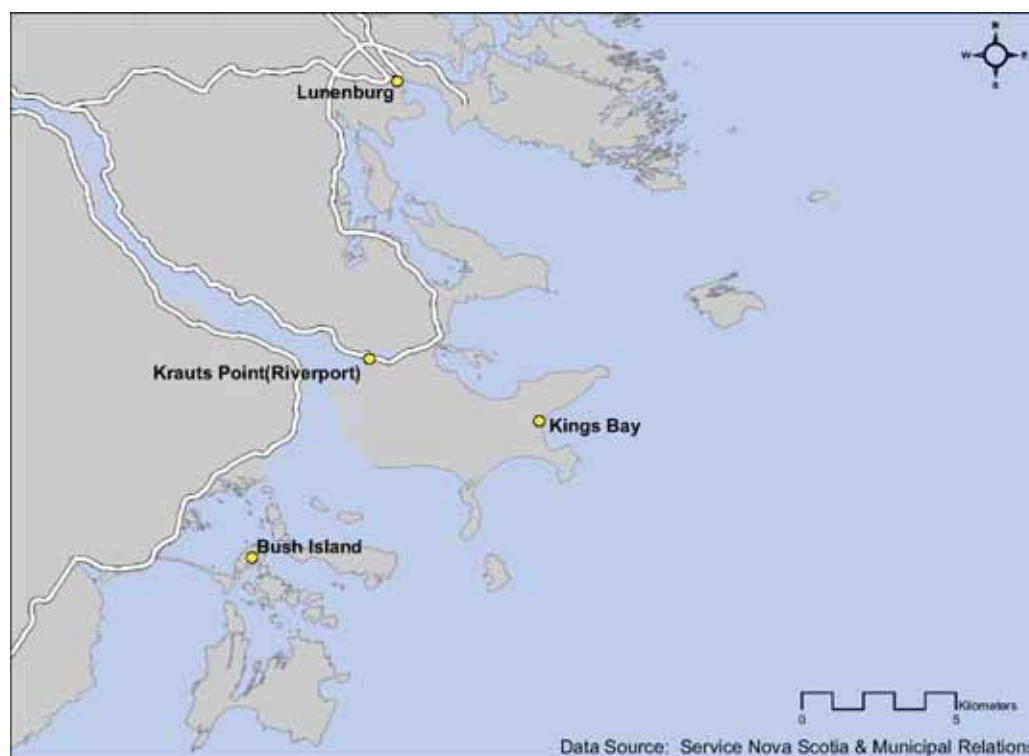 N
W E
S
Lunenburg
Krauts Point(Riverport)
Kings Bay
Bush Island
Kilometers
0 5
Data Source: Service Nova Scotia & Municipal Relations